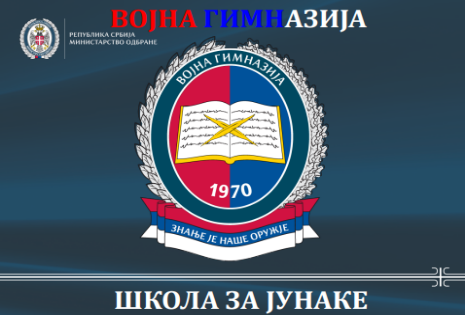 ВОЈНА ГИМНАЗИЈА
РЕПУБЛИКА СРБИЈА
МИНИСТАРСТВО ОДБРАНЕ
ВОЈНА ГИМНАЗИЈА
1970
ЗНАЊЕ ЈЕ НАШЕ ОРУЖЈЕ
ШКОЛА ЗА ЈУНАКЕ